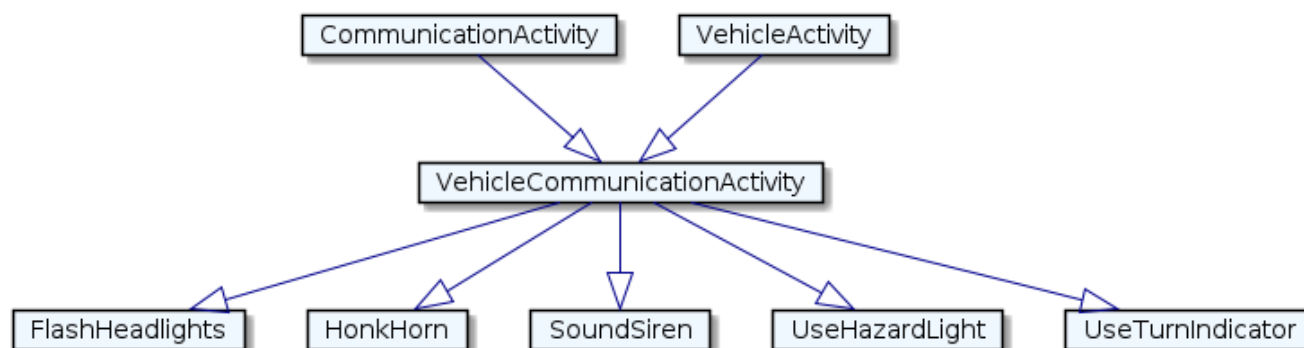 CommunicationActivity
VehicleActivity
VehicleCommunicationActivity
FlashHeadlights
HonkHorn
SoundSiren
UseHazardLight
UseTurnIndicator